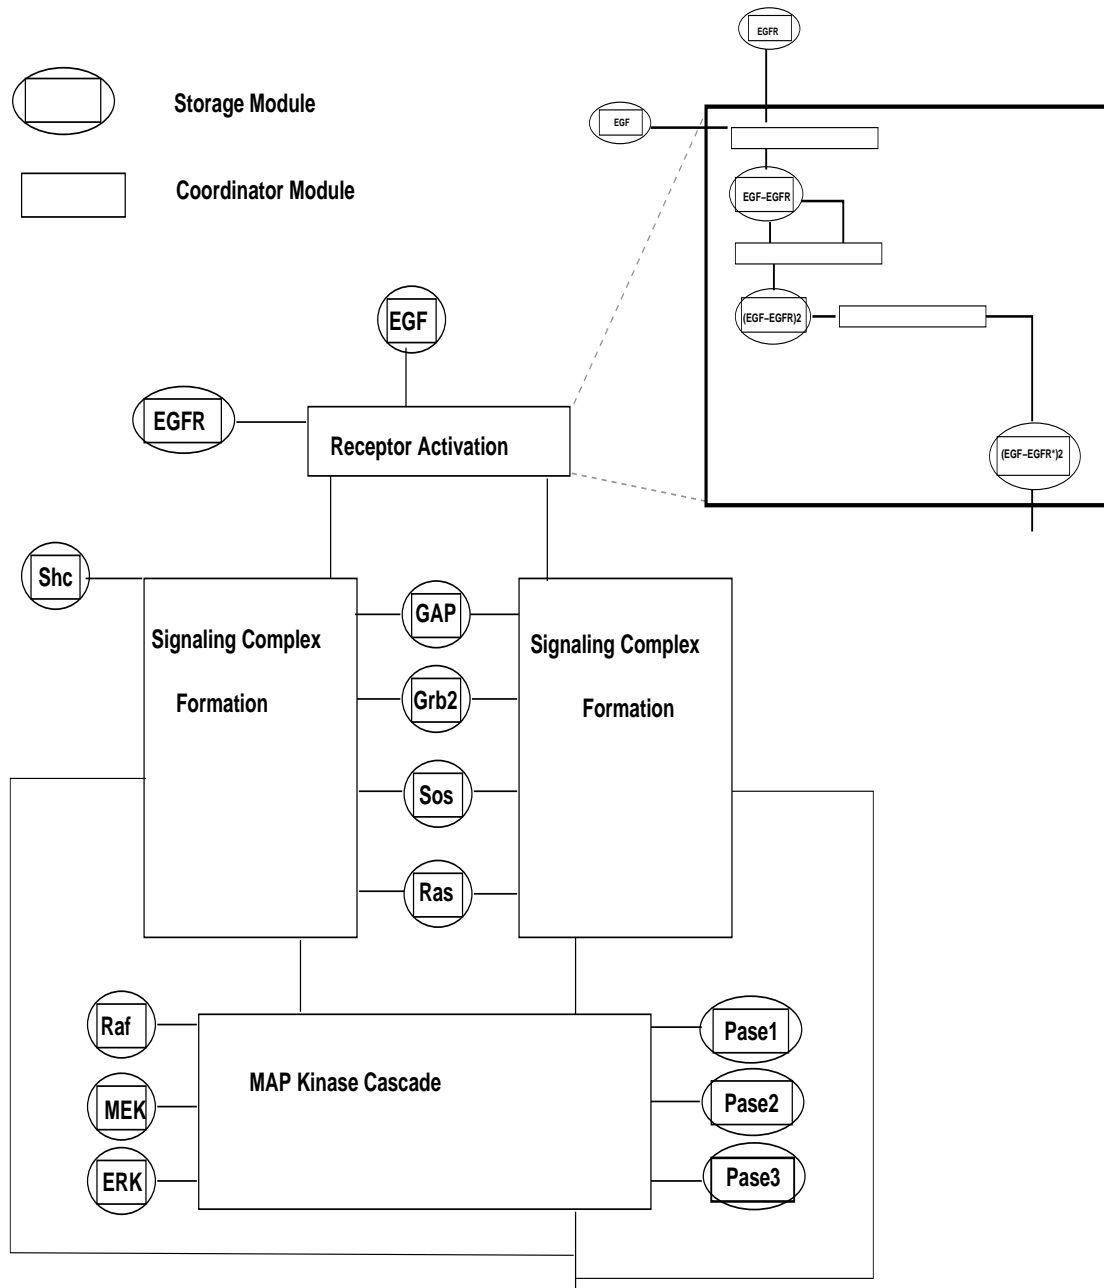 EGFR
Storage Module
EGF
Coordinator Module
EGF–EGFR
(EGF–EGFR)2
(EGF–EGFR*)2
EGF
EGFR
Receptor Activation
Shc
GAP
Signaling Complex
Formation
Signaling Complex
Formation
Grb2
Sos
Ras
Raf
MEK
ERK
MAP Kinase Cascade
Pase1
Pase2
Pase3